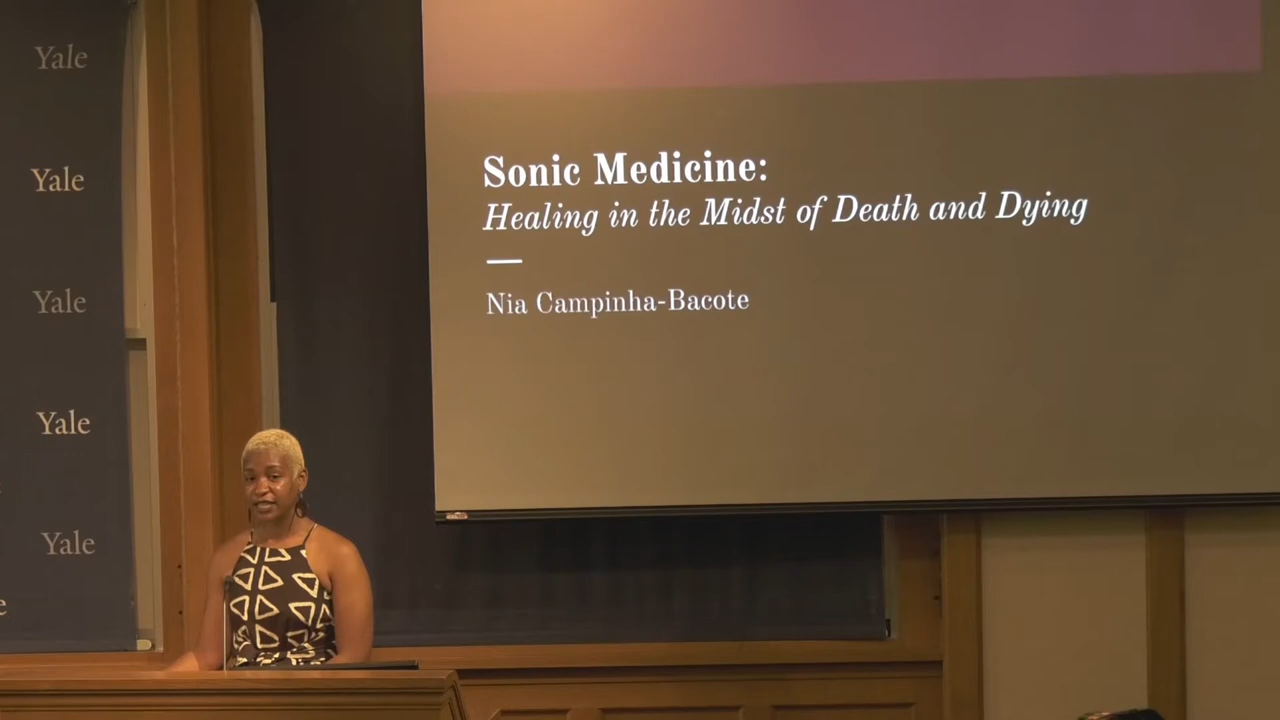 Yale
Yale
Yale
Yale
Yale
Sonic Medicine:
Healing in the Midst of Death and Dying
Nia Campinha-Bacote